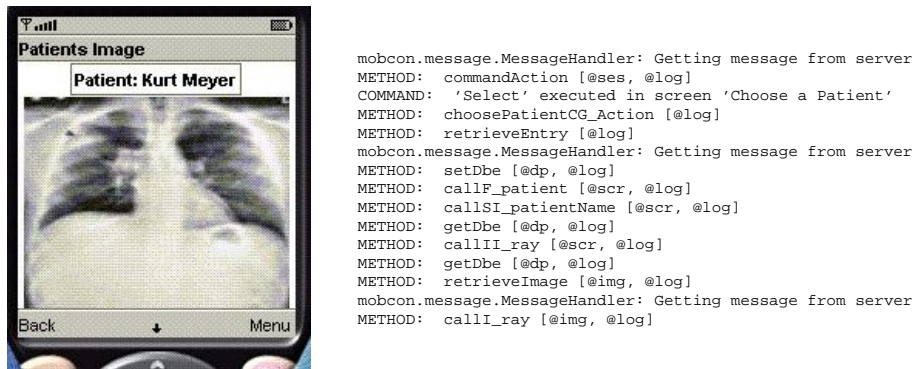 Patients Image
Patient: Kurt Meyer
Back
Menu
mobcon.message.MessageHandler: Getting message from server
METHOD: commandAction [@ses, @log]
COMMAND: 'Select' executed in screen 'Choose a Patient'
METHOD: choosePatientCG_Action [@log]
METHOD: retrieveEntry [@log]
mobcon.message.MessageHandler: Getting message from server
METHOD: setDbe [@dp, @log]
METHOD: callF_patient [@scr, @log]
METHOD: callSI_patientName [@scr, @log]
METHOD: getDbe [@dp, @log]
METHOD: callII_ray [@scr, @log]
METHOD: getDbe [@dp, @log]
METHOD: retrieveImage [@img, @log]
mobcon.message.MessageHandler: Getting message from server
METHOD: callI_ray [@img, @log]